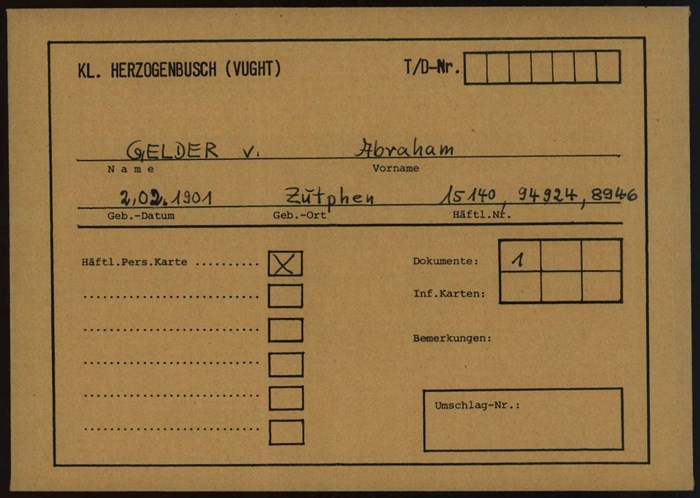 KL. HERZOGENBUSCH (VUGHT) T/D-Nr.
GELDER v. Abraham
Name Vorname
2.02.1901 Zütphen 15140, 94924, 8946
Geb.-Datum Geb.-Ort Häftl.Nr.
Häftl.Pers.Karte .......... X Dokumente: 1
Inf.Karten:
Bemerkungen:
Umschlag-Nr.: